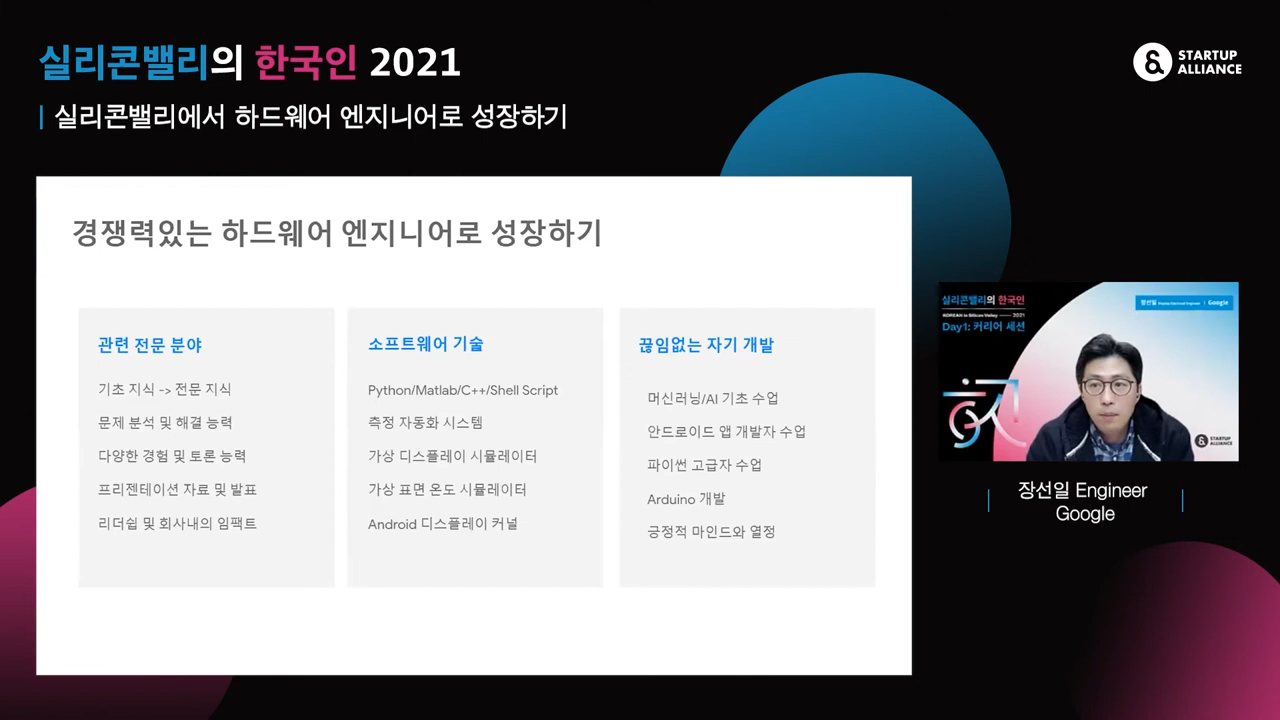 실리콘밸리의 한국인 2021
실리콘밸리에서 하드웨어 엔지니어로 성장하기
STARTUP
ALLIANCE
경쟁력있는 하드웨어 엔지니어로 성장하기
관련 전문 분야
기초 지식 -> 전문 지식
문제 분석 및 해결 능력
다양한 경험 및 토론 능력
프리젠테이션 자료 및 발표
리더쉽 및 회사내의 임팩트
소프트웨어 기술
Python/Matlab/C++/Shell Script
측정 자동화 시스템
가상 디스플레이 시뮬레이터
가상 표면 온도 시뮬레이터
Android 디스플레이 커널
끊임없는 자기 개발
머신러닝/AI 기초 수업
안드로이드 앱 개발자 수업
파이썬 고급자 수업
Arduino 개발
긍정적 마인드와 열정
실리콘밸리의 한국인
KOREAN in Silicon Valley 2021
Day1: 커리어 세션
장선일
Google
STARTUP
ALLIANCE
장선일 Engineer
Google